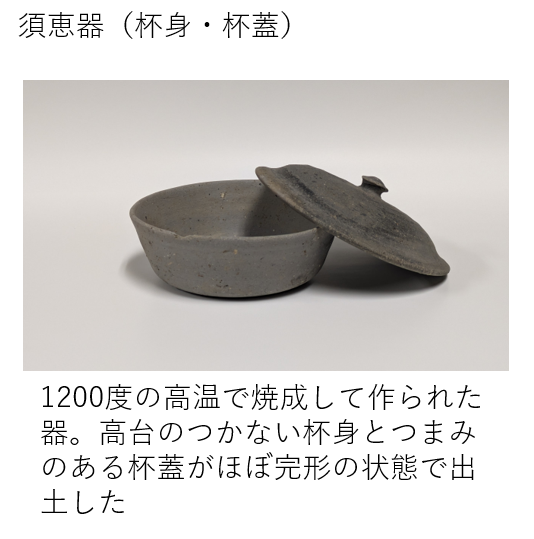 須恵器（杯身・杯蓋）
1200度の高温で焼成して作られた
器。高台のつかない杯身とつまみ
のある杯蓋がほぼ完形の状態で出
土した